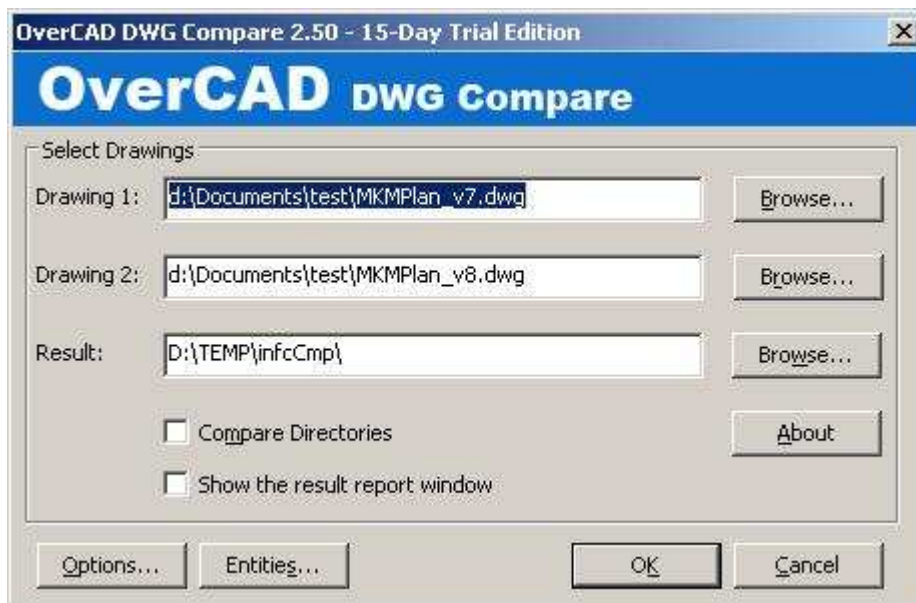 OverCAD DWG Compare 2.50 - 15-Day Trial Edition
OverCAD DWG Compare
Select Drawings
Drawing 1: d:\Documents\test\MKMPlan_v7.dwg Browse...
Drawing 2: d:\Documents\test\MKMPlan_v8.dwg Browse...
Result: D:\TEMP\infcCmp\ Browse...
Compare Directories About
Show the result report window
Options... Entities... OK Cancel